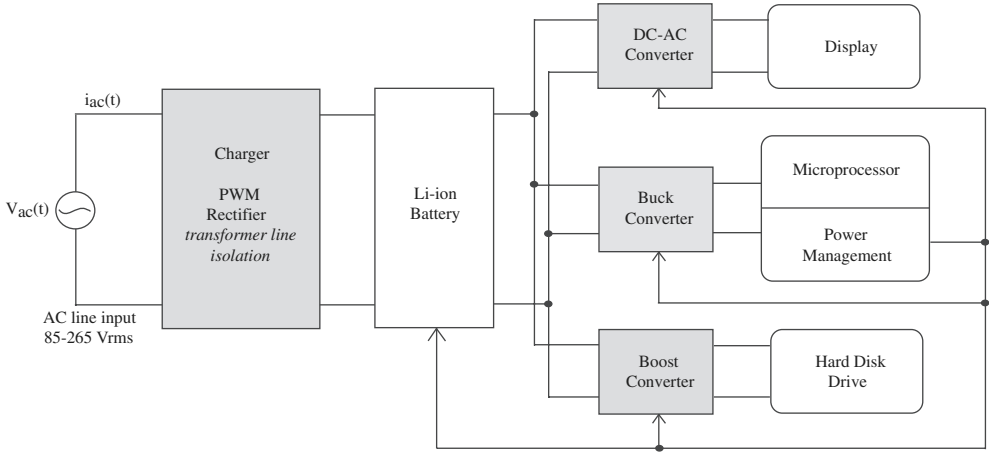 iac(t)
Vac(t)
AC line input
85-265 Vrms
Charger
PWM
Rectifier
transformer line
isolation
Li-ion
Battery
DC-AC
Converter
Display
Buck
Converter
Microprocessor
Power
Management
Boost
Converter
Hard Disk
Drive